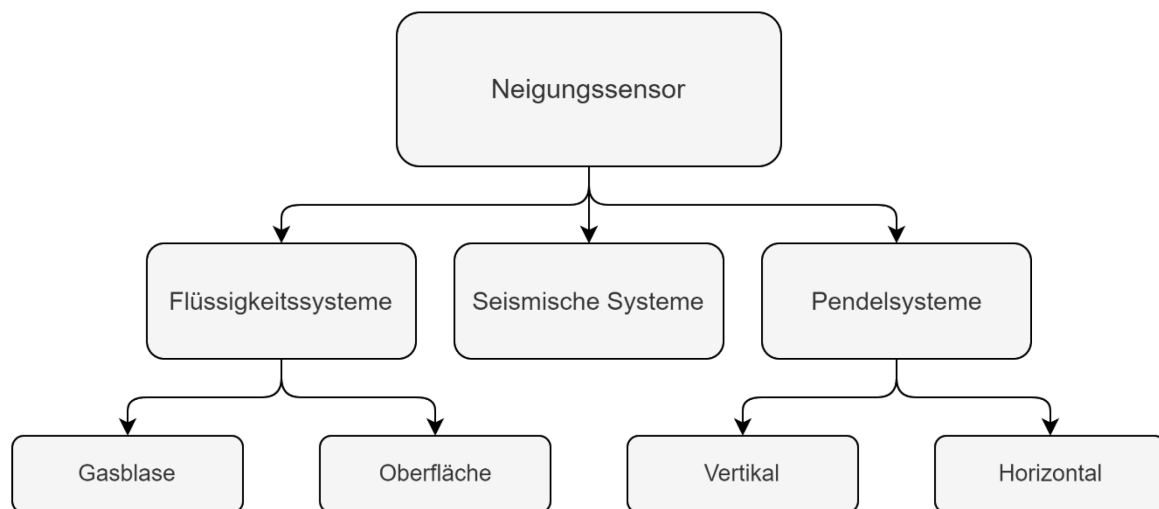 Neigungssensor
Flüssigkeitssysteme
Seismische Systeme
Pendelsysteme
Gasblase
Oberfläche
Vertikal
Horizontal